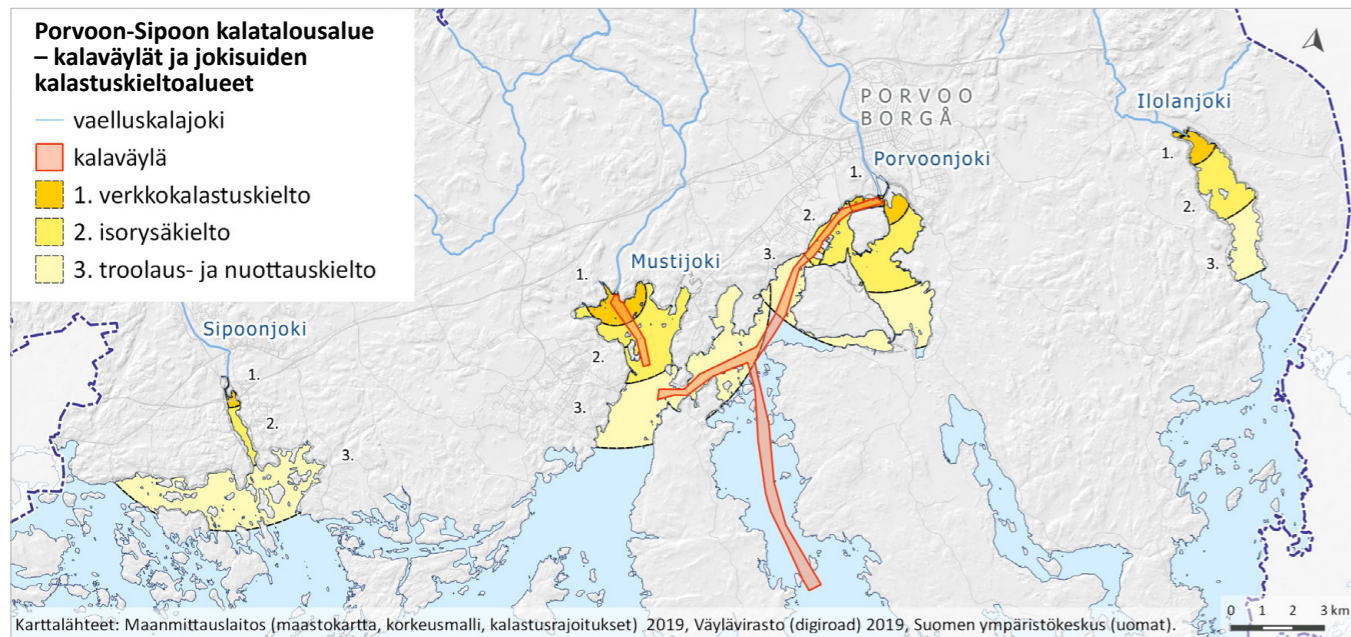 Porvoon-Sipoon kalatalousalue
– kalaväylät ja jokisuiden
kalastuskieltoalueet
vaelluskalajoki
kalaväylä
1. verkkokalastuskielto
2. isorysäkielto
3. troolaus- ja nuottauskielto
PORVOO
BORGÅ
Ilolanjoki
1.
2.
3.
Porvoonjoki
1.
2.
3.
Mustijoki
1.
2.
3.
Sipoonjoki
1.
2.
3.
Karttalähteet: Maanmittauslaitos (maastokartta, korkeusmalli, kalastusrajoitukset) 2019, Väylävirasto (digiroad) 2019, Suomen ympäristökeskus (uomat).
0 1 2 3 km